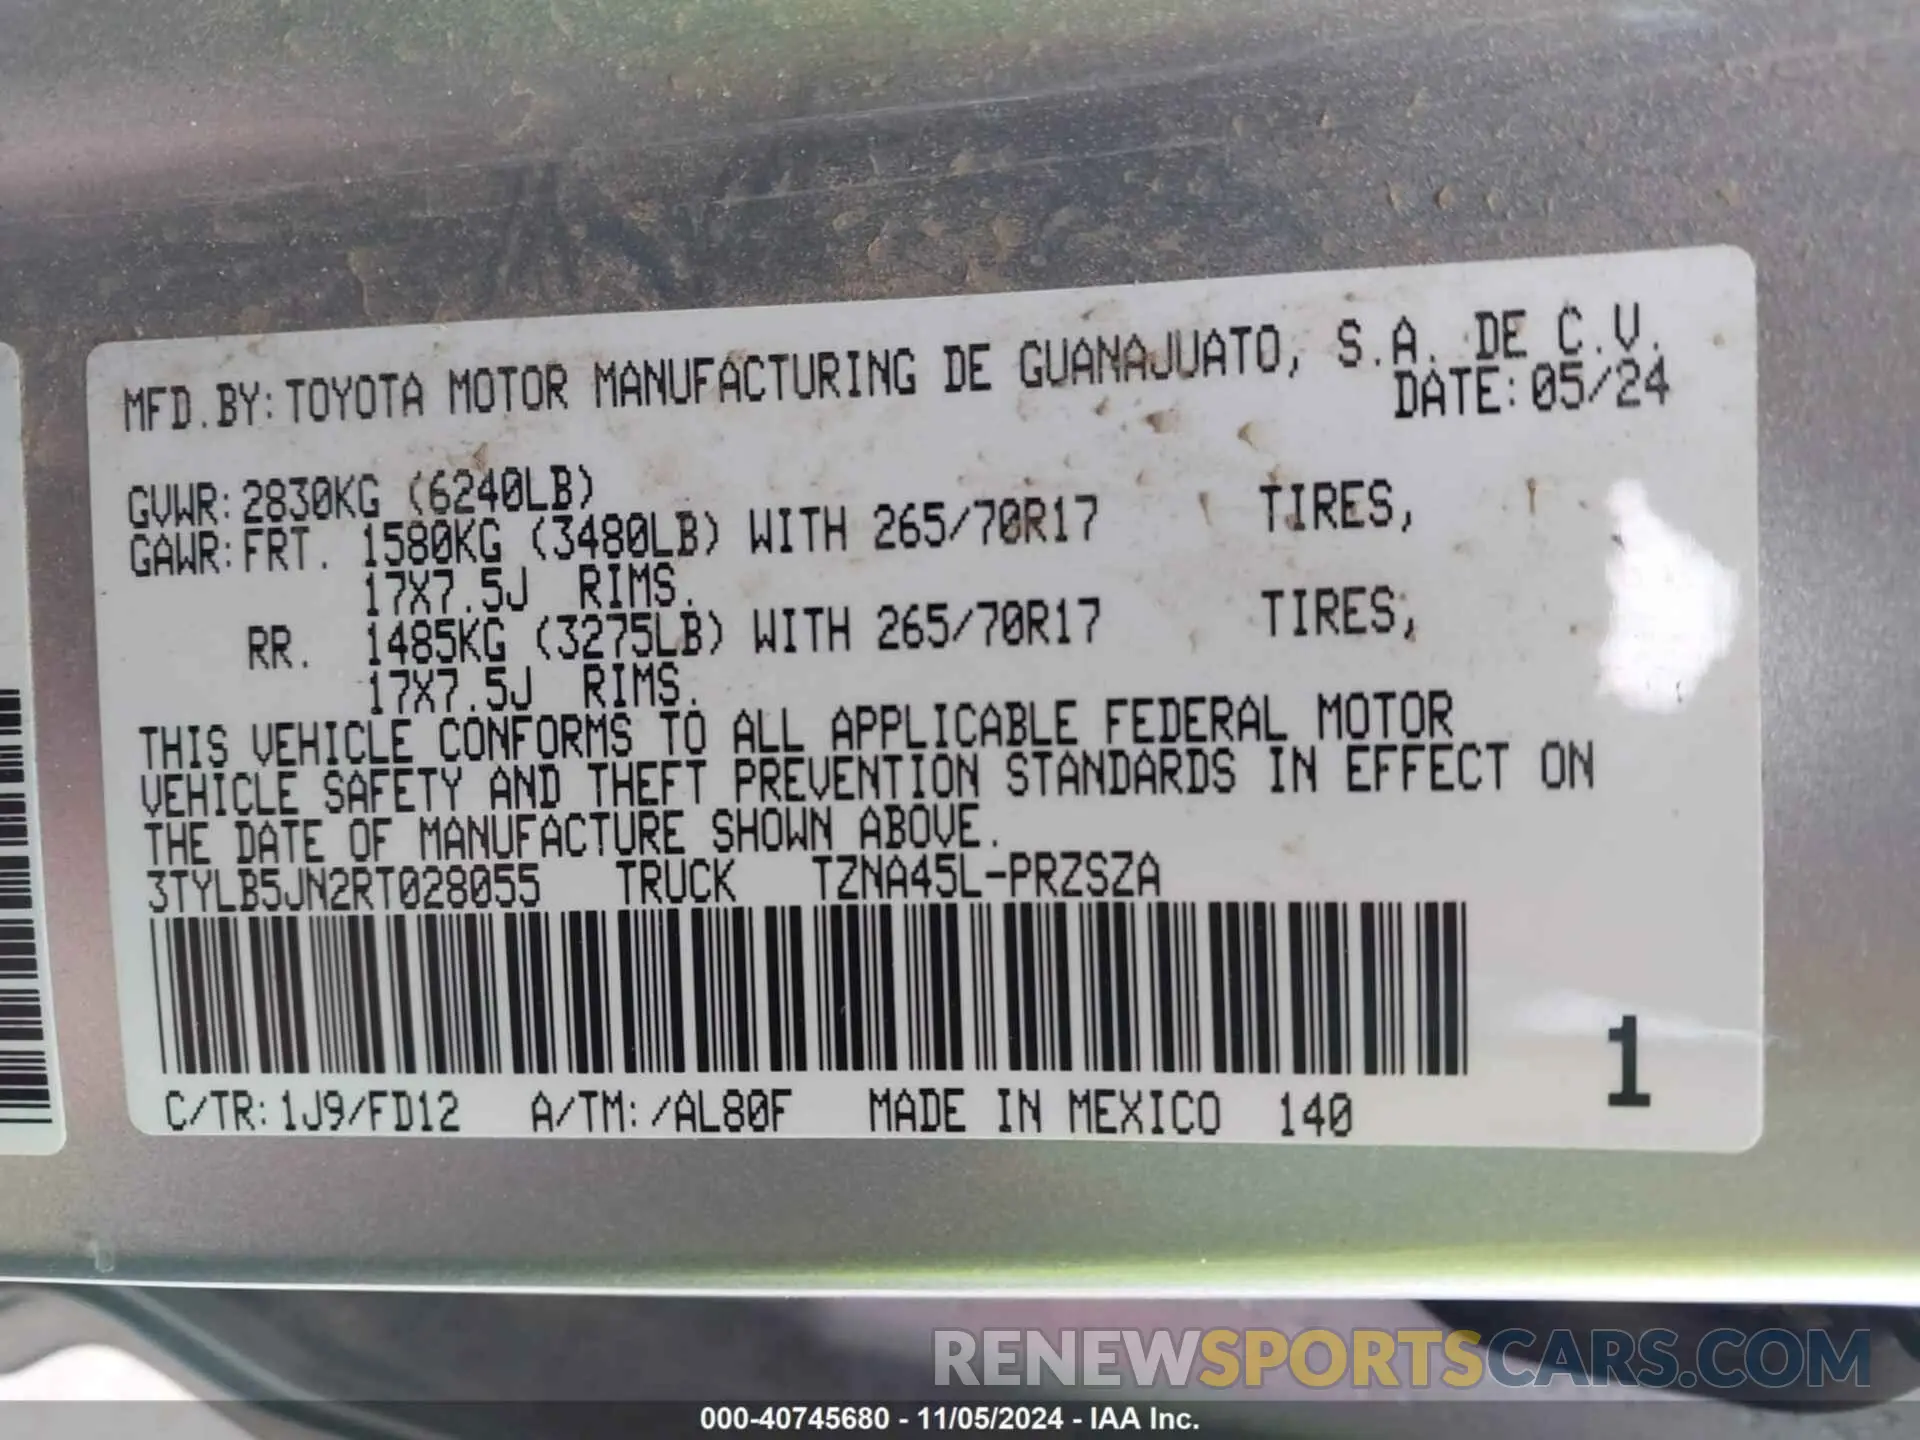 MFD.BY:TOYOTA MOTOR MANUFACTURING DE GUANAJUATO, S.A. DE C.V.
DATE:05/24
GVWR:2830KG (6240LB)
GAWR:FRT. 1580KG (3480LB) WITH 265/70R17 TIRES,
17X7.5J RIMS.
RR. 1485KG (3275LB) WITH 265/70R17 TIRES,
17X7.5J RIMS.
THIS VEHICLE CONFORMS TO ALL APPLICABLE FEDERAL MOTOR
VEHICLE SAFETY AND THEFT PREVENTION STANDARDS IN EFFECT ON
THE DATE OF MANUFACTURE SHOWN ABOVE.
3TYLB5JN2RT028055 TRUCK TZNA45L-PRZSZA
1
C/TR:1J9/FD12 A/TM:/AL80F MADE IN MEXICO 140
RENEWSPORTSCARS.COM
000-40745680 - 11/05/2024 - IAA Inc.